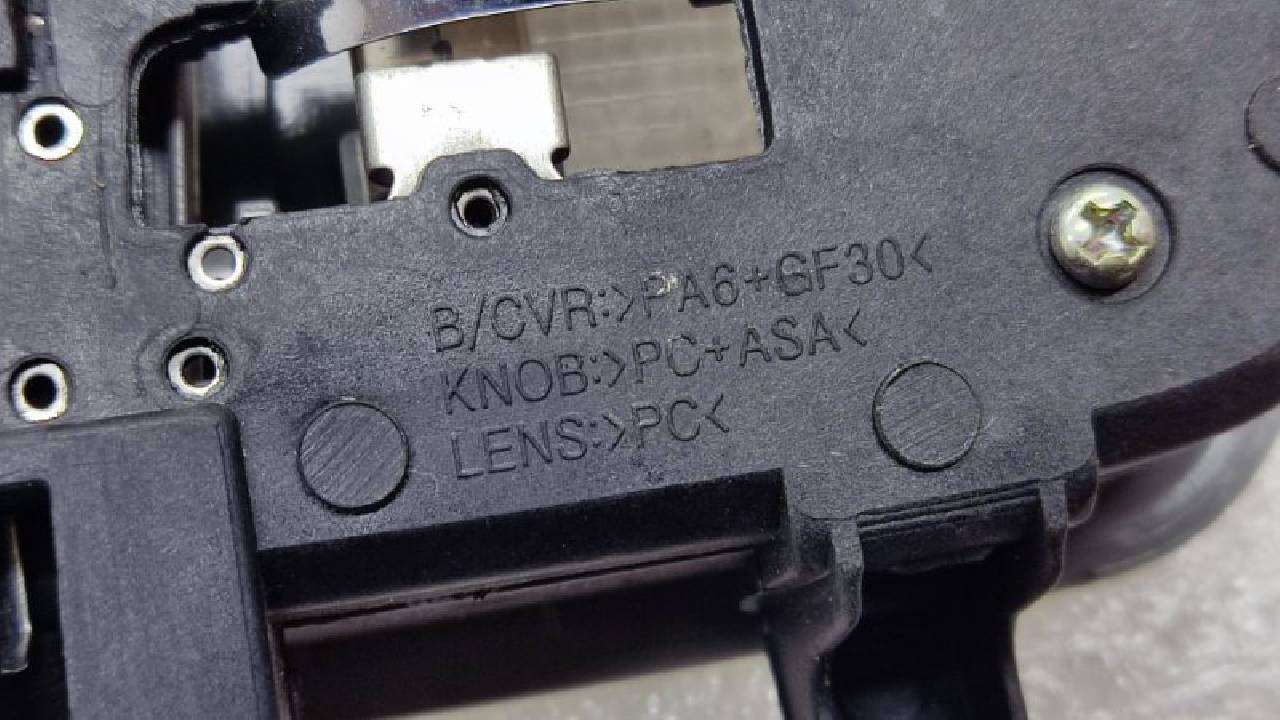 B/CVR:>PA6+GF30<
KNOB:>PC+ASA<
LENS:>PC<